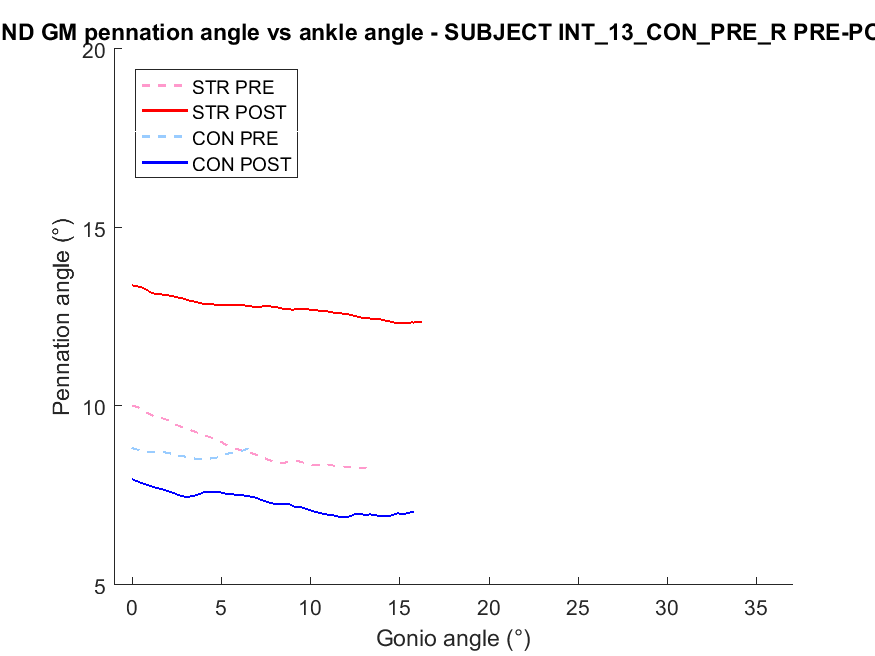 ND GM pennation angle vs ankle angle - SUBJECT INT_13_CON_PRE_R PRE-PO
20
STR PRE
STR POST
CON PRE
CON POST
15
10
5
Pennation angle (°)
0 5 10 15 20 25 30 35
Gonio angle (°)